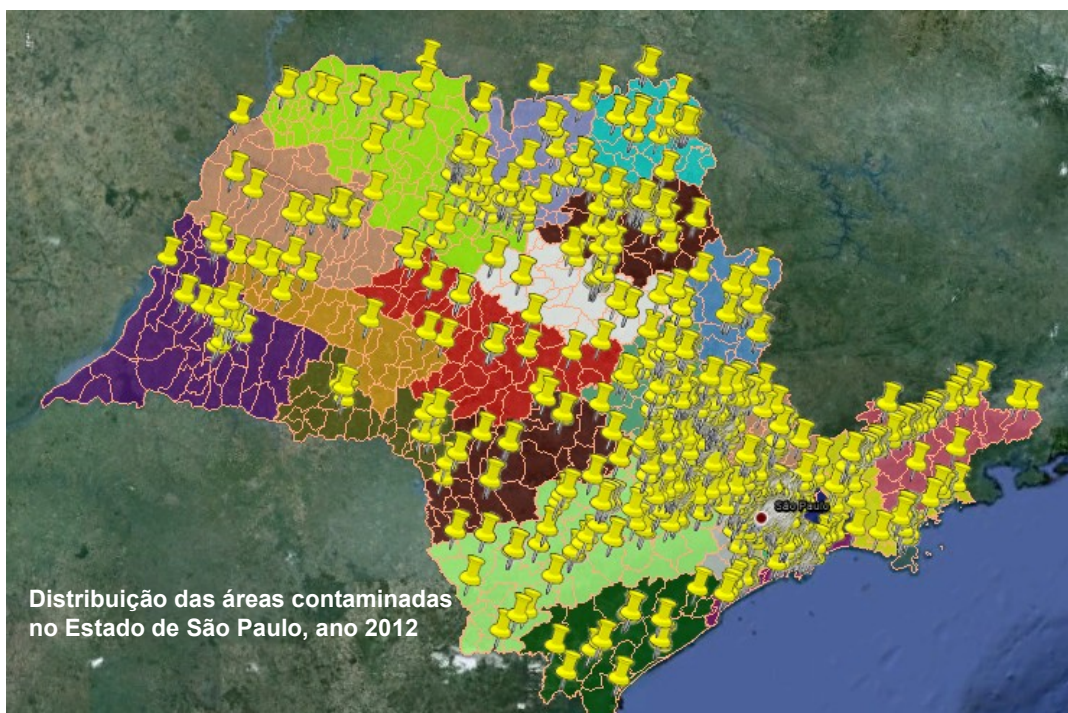 São Paulo
Distribuição das áreas contaminadas
no Estado de São Paulo, ano 2012